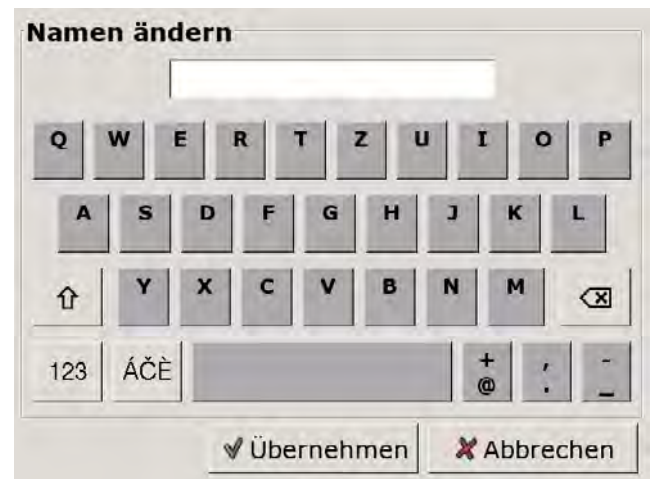 Namen ändern
Q W E R T Z U I O P
A S D F G H J K L
⇧ Y X C V B N M ⌫
123 ÁČÈ + @ , . - _
Übernehmen Abbrechen